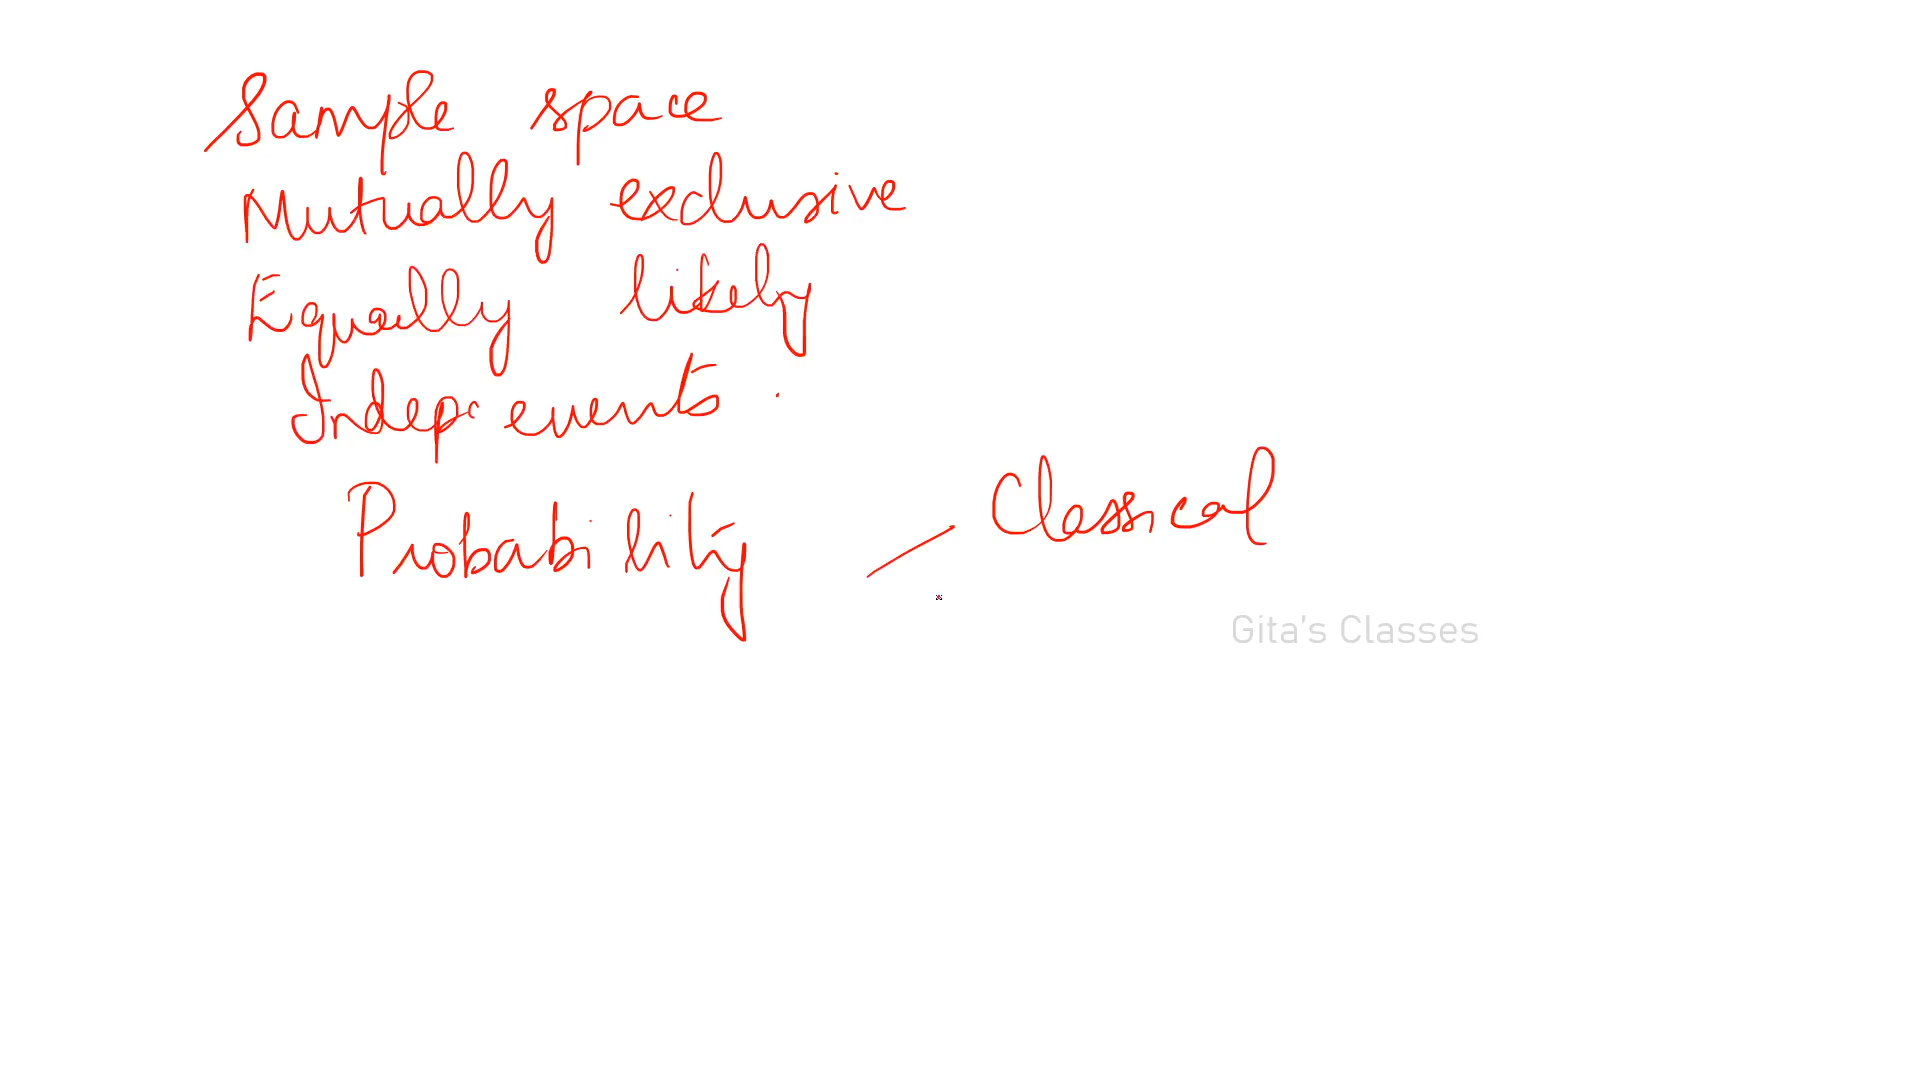 Sample space
Mutually exclusive
Equally likely
Indep events.
Probability — Classical
Gita's Classes